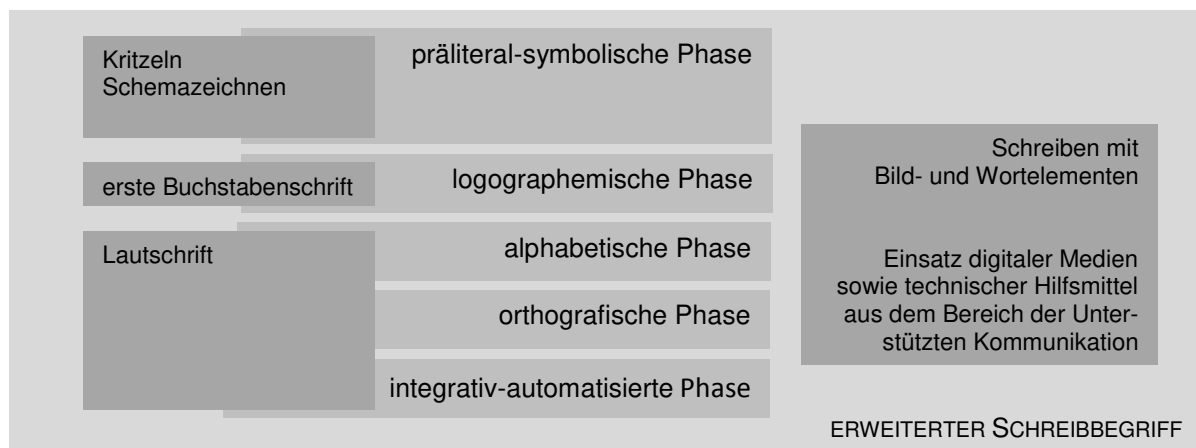 Kritzeln
Schemazeichnen
präliteral-symbolische Phase
erste Buchstabenschrift
logographemische Phase
Lautschrift
alphabetische Phase
orthografische Phase
integrativ-automatisierte Phase
Schreiben mit
Bild- und Wortelementen
Einsatz digitaler Medien
sowie technischer Hilfsmittel
aus dem Bereich der Unter-
stützten Kommunikation
ERWEITERTER SCHREIBBEGRIFF